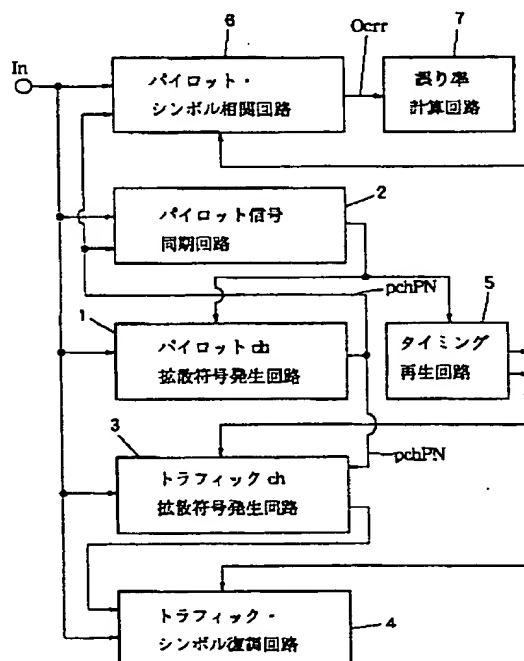 6
Ocrr
7
In
パイロット・
シンボル相関回路
誤り率
計算回路
2
パイロット信号
同期回路
pchPN
1
5
パイロット ch
拡散符号発生回路
タイミング
再生回路
3
トラフィック ch
拡散符号発生回路
pchPN
トラフィック・
シンボル復調回路
4